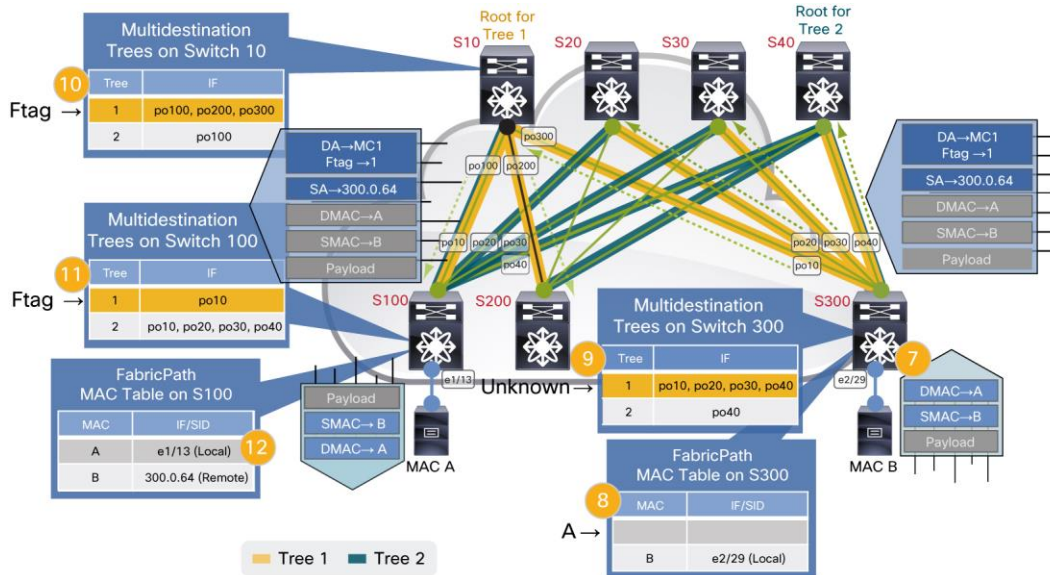 Multidestination
Trees on Switch 10
10
Tree IF
Ftag →
1 po100, po200, po300
2 po100
Root for
Tree 1
S10
S20
S30
Root for
Tree 2
S40
DA→MC1
Ftag →1
SA→300.0.64
DMAC→A
SMAC→B
Payload
po300
po100 po200
po10 po20 po30
po40
po20 po30 po40
po10
DA→MC1
Ftag →1
SA→300.0.64
DMAC→A
SMAC→B
Payload
Multidestination
Trees on Switch 100
11
Tree IF
Ftag →
1 po10
2 po10, po20, po30, po40
S100
S200
S300
Multidestination
Trees on Switch 300
9
Tree IF
Unknown →
1 po10, po20, po30, po40
2 po40
7
e1/13
e2/29
DMAC→A
SMAC→B
Payload
FabricPath
MAC Table on S100
MAC IF/SID
A e1/13 (Local)
12
B 300.0.64 (Remote)
Payload
SMAC→ B
DMAC→ A
MAC A
MAC B
FabricPath
MAC Table on S300
8
MAC IF/SID
A →
B e2/29 (Local)
Tree 1 Tree 2